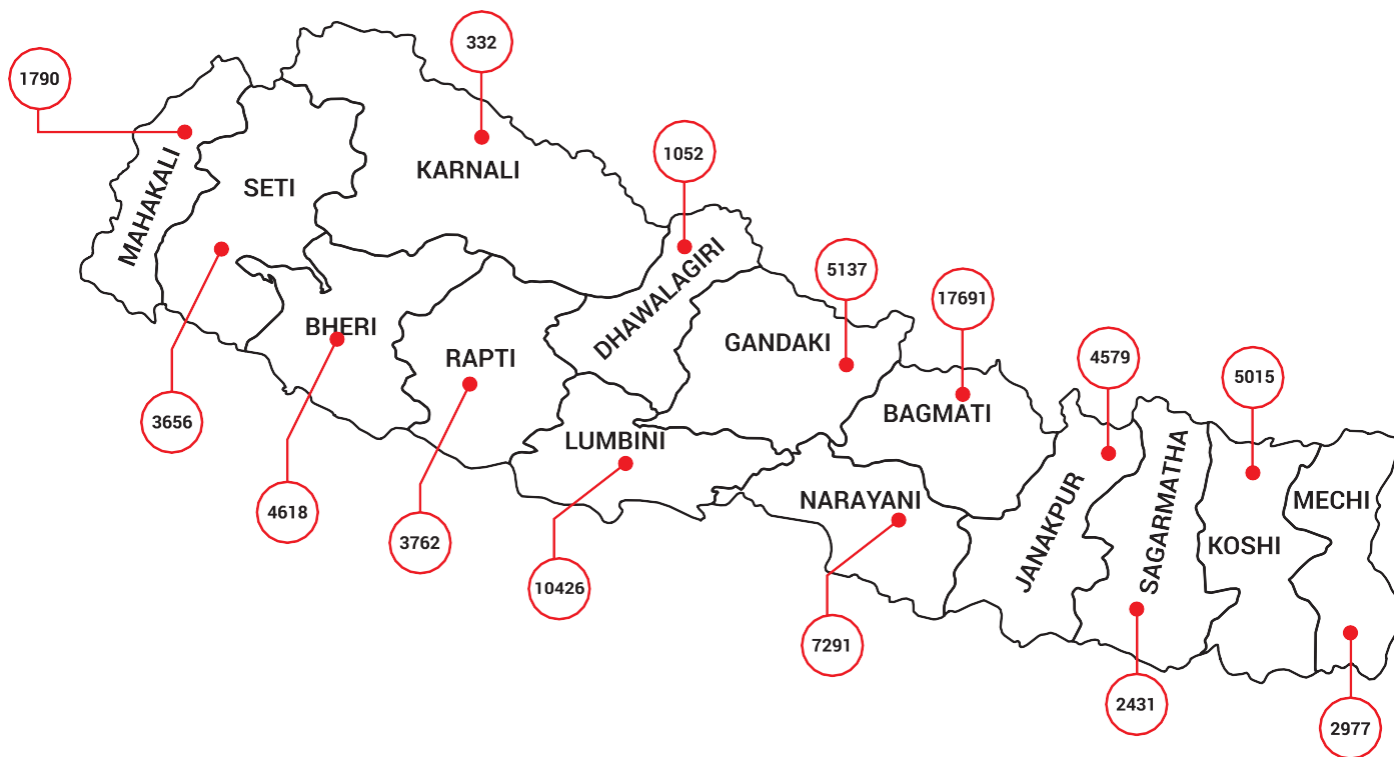 332
1790
1052
KARNALI
SETI
MAHAKALI
5137
17691
DHAWALAGIRI
BHERI
GANDAKI
RAPTI
4579
5015
3656
BAGMATI
LUMBINI
4618
NARAYANI
MECHI
3762
JANAKPUR
SAGARMATHA
KOSHI
10426
7291
2431
2977